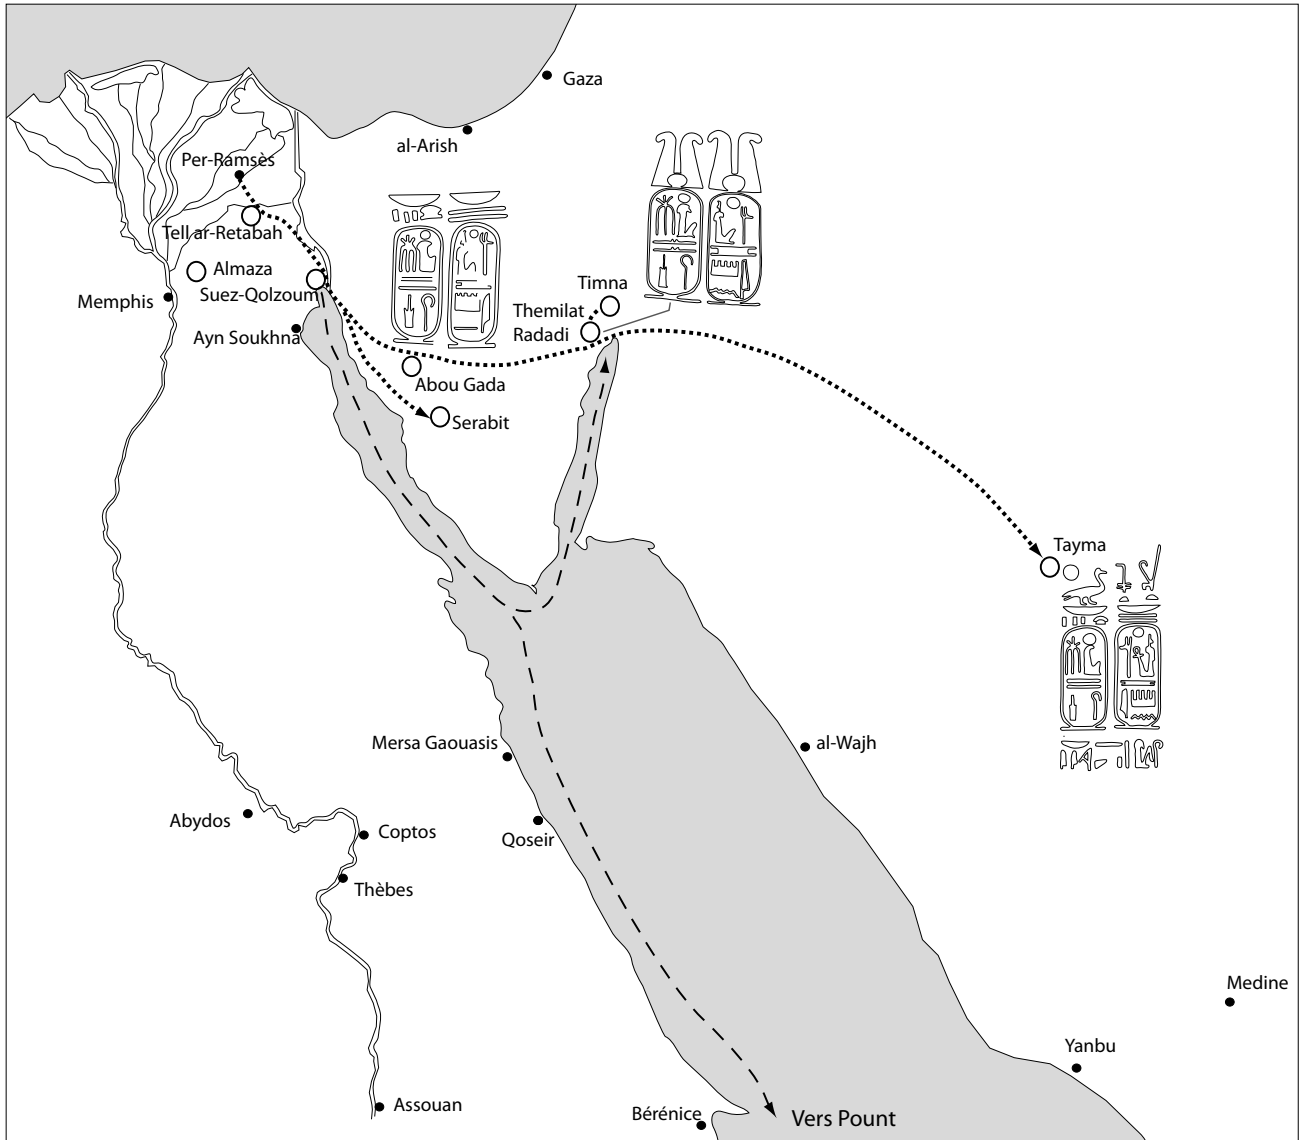 Gaza
al-Arish
Per-Ramsès
Tell ar-Retabah
Almaza
Suez-Qolzoum
Memphis
Ayn Soukhna
Timna
Themilat
Radadi
Abou Gada
Serabit
Tayma
Mersa Gaouasis
al-Wajh
Abydos
Coptos
Qoseir
Thèbes
Medine
Yanbu
Assouan
Bérénice
Vers Pount